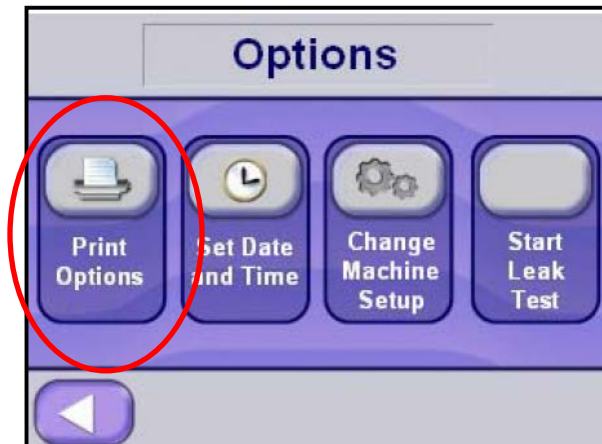 Options
Print
Options
Set Date
and Time
Change
Machine
Setup
Start
Leak
Test